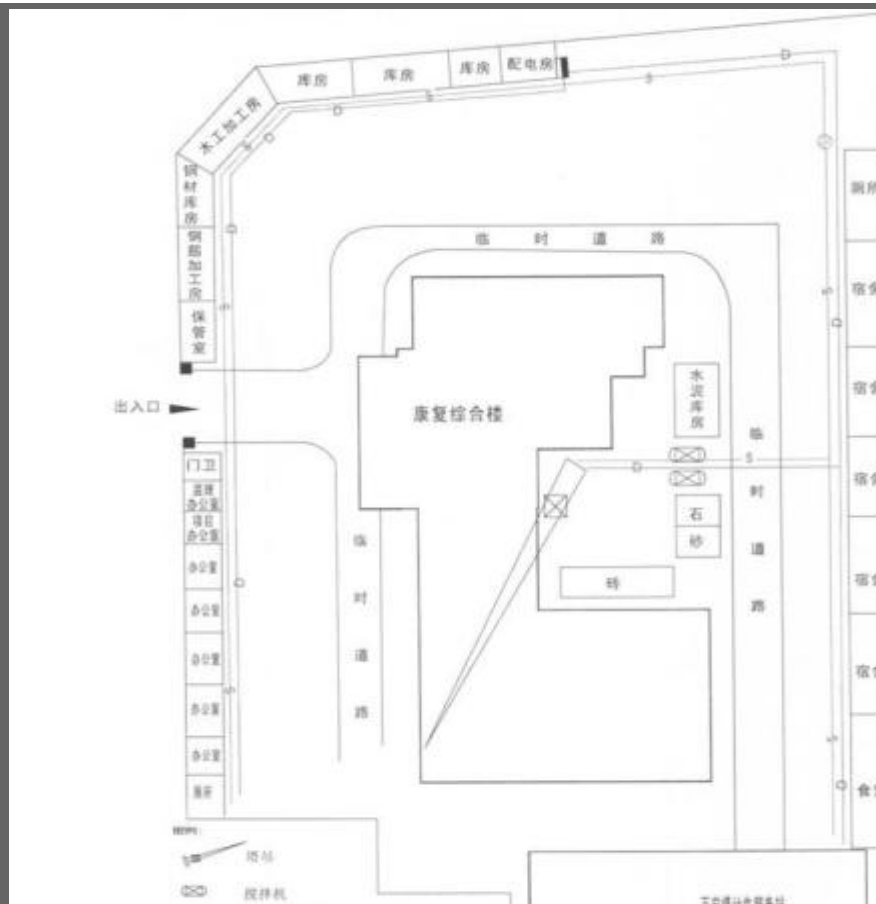 库房
库房
库房
配电房
木工加工房
钢材库房
钢筋加工房
保管室
出入口
门卫
监理
办公室
项目
办公室
办公室
办公室
办公室
办公室
办公室
厕所
D
S
D
S
D
S
D
S
D
S
D
S
D
S
D
S
D
临时道路
临时道路
临时道路
康复综合楼
水泥库房
石
砂
砖
厕所
宿舍
宿舍
宿舍
宿舍
宿舍
食
塔吊
搅拌机